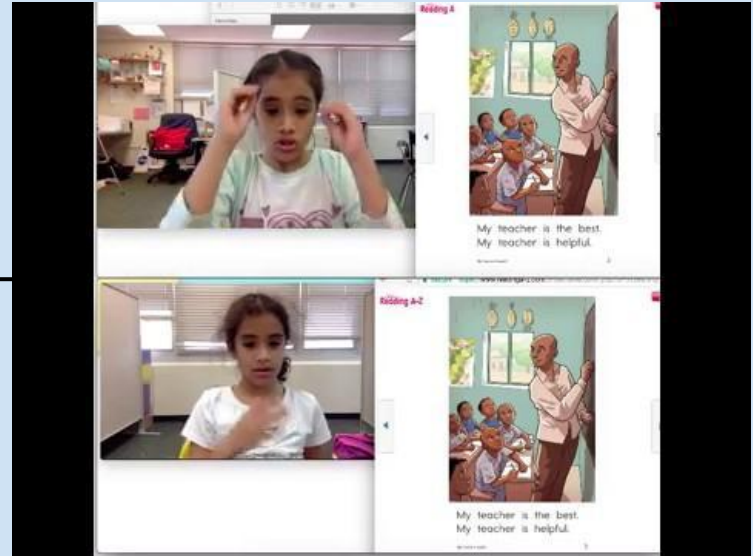 Reading A
My teacher is the best.
My teacher is helpful.
Reading A-Z
My teacher is the best.
My teacher is helpful.